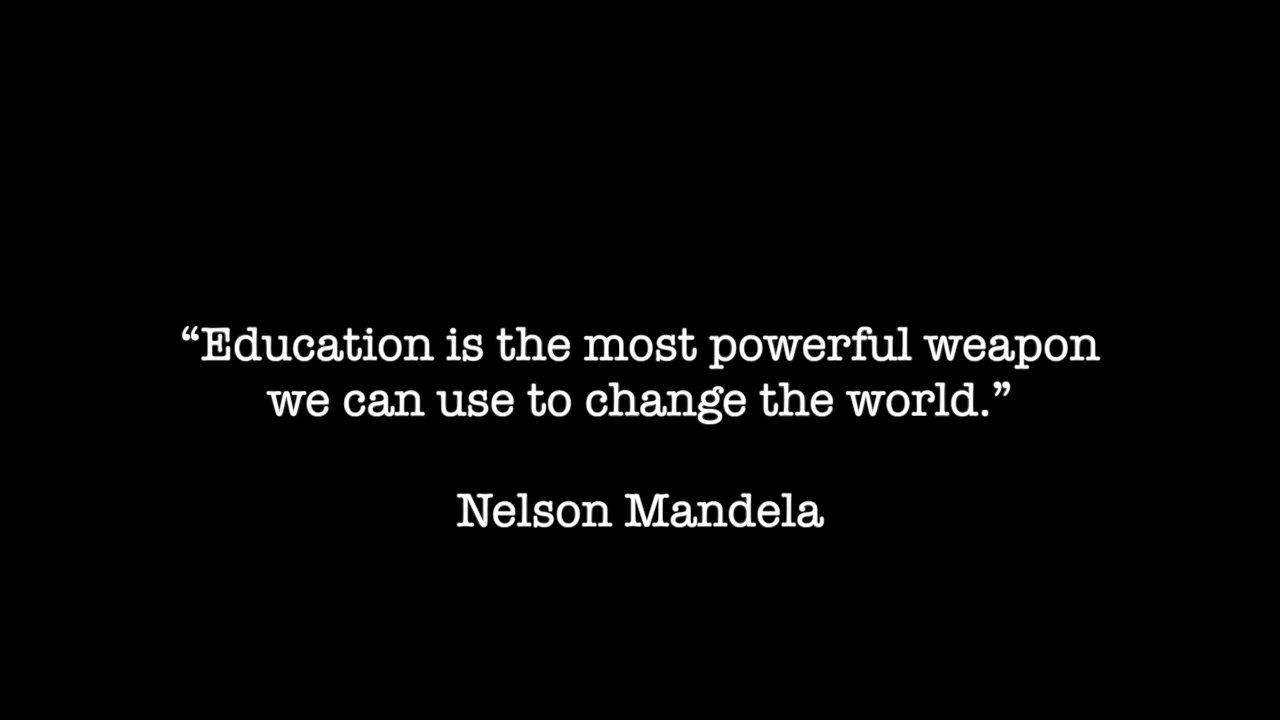 “Education is the most powerful weapon
we can use to change the world.”
Nelson Mandela